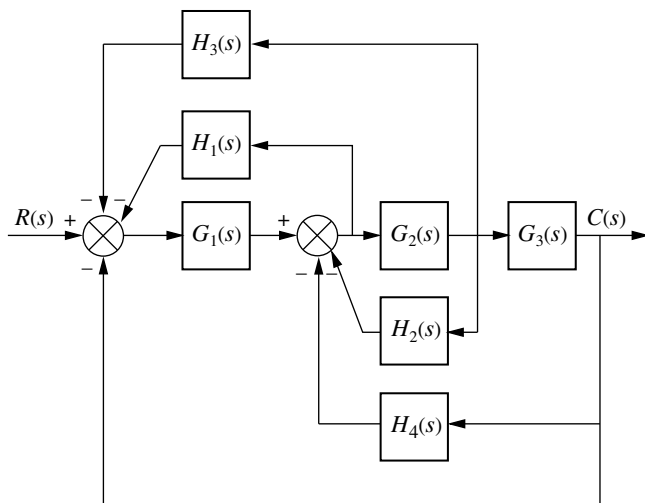 H₃(s)
H₁(s)
− −
R(s) + G₁(s) + G₂(s) G₃(s) C(s)
−
− −
H₂(s)
H₄(s)